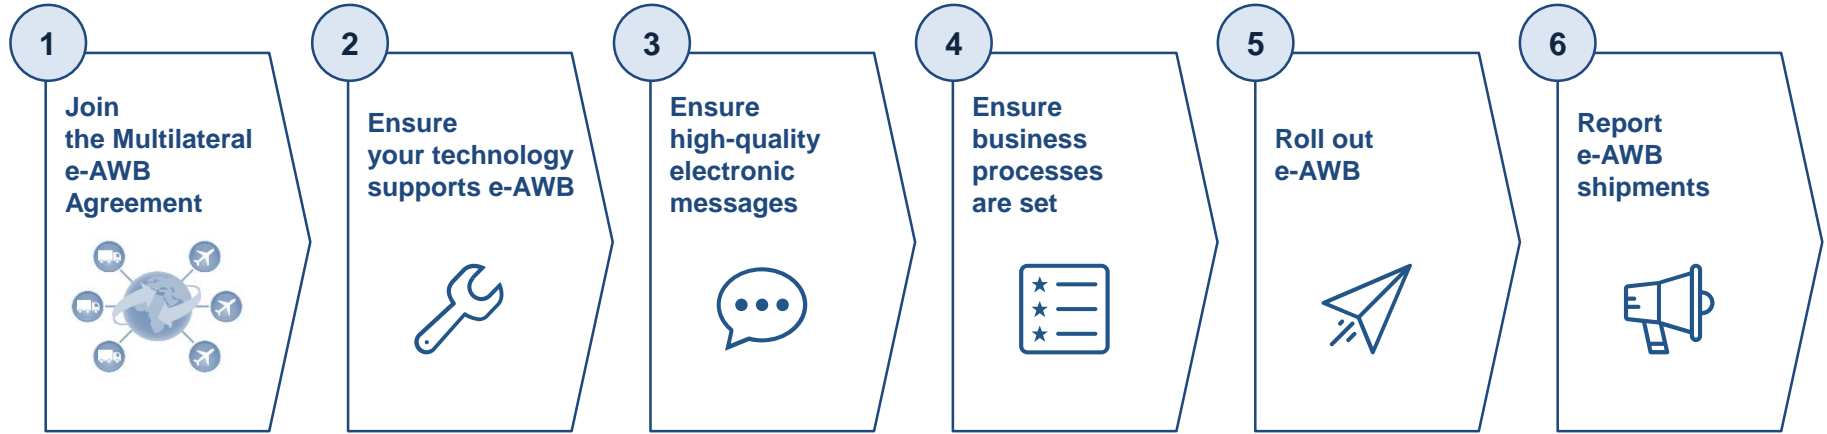 1
Join
the Multilateral
e-AWB
Agreement
2
Ensure
your technology
supports e-AWB
3
Ensure
high-quality
electronic
messages
4
Ensure
business
processes
are set
5
Roll out
e-AWB
6
Report
e-AWB
shipments